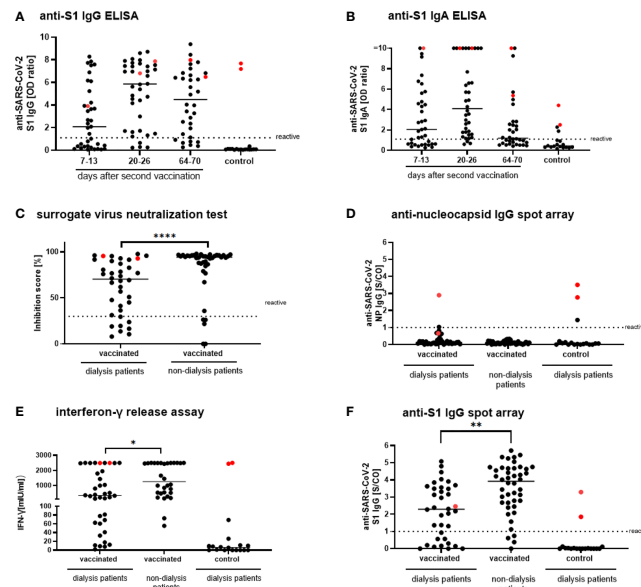 A anti-S1 IgG ELISA
anti-SARS-CoV-2
S1 IgG [OD ratio]
10
8
6
4
2
0
reactive
7-13 20-26 64-70 control
days after second vaccination
B anti-S1 IgA ELISA
anti-SARS-CoV-2
S1 IgA [OD ratio]
10
8
6
4
2
0
reactive
7-13 20-26 64-70 control
days after second vaccination
C surrogate virus neutralization test
Inhibition score [%]
100
50
0
****
reactive
vaccinated vaccinated
dialysis patients non-dialysis patients
D anti-nucleocapsid IgG spot array
anti-SARS-CoV-2
NP IgG [S/CO]
6
5
4
3
2
1
0
vaccinated vaccinated control
dialysis patients non-dialysis patients dialysis patients
E interferon-γ release assay
IFN-γ[mIU/ml]
3000
2000
1000
100
80
60
40
20
0
*
vaccinated vaccinated control
dialysis patients non-dialysis dialysis patients
F anti-S1 IgG spot array
anti-SARS-CoV-2
S1 IgG [S/CO]
6
5
4
3
2
1
0
**
vaccinated vaccinated control
dialysis patients non-dialysis dialysis patients